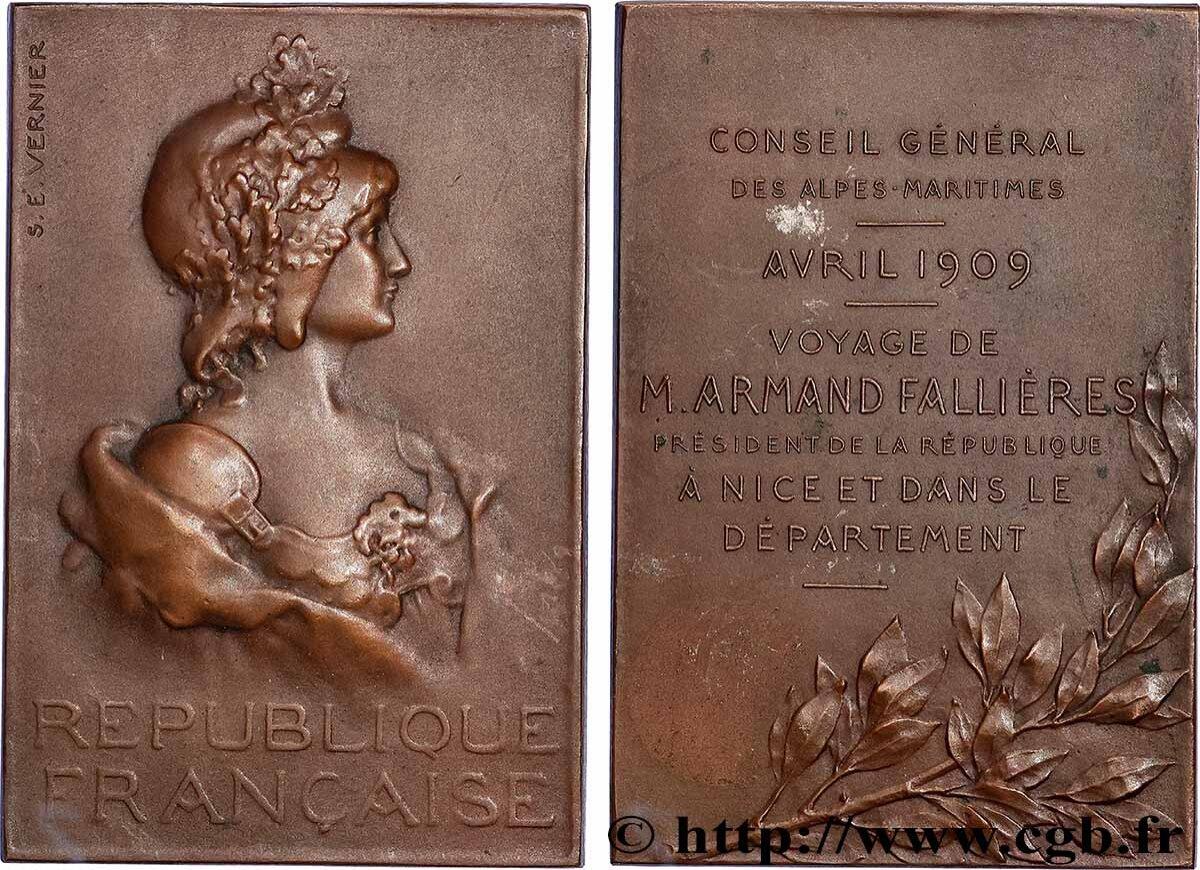 S. E. VERNIER
REPUBLIQUE
FRANÇAISE
CONSEIL GÉNÉRAL
DES ALPES-MARITIMES
AVRIL 1909
VOYAGE DE
M. ARMAND FALLIÈRES
PRÉSIDENT DE LA RÉPUBLIQUE
À NICE ET DANS LE
DÉPARTEMENT
© http://www.cgb.fr